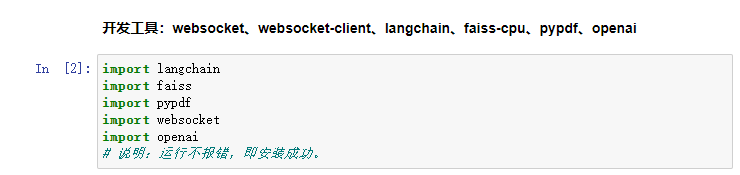 开发工具：websocket、websocket-client、langchain、faiss-cpu、pypdf、openai
In [2]: import langchain
import faiss
import pypdf
import websocket
import openai
# 说明：运行不报错，即安装成功。